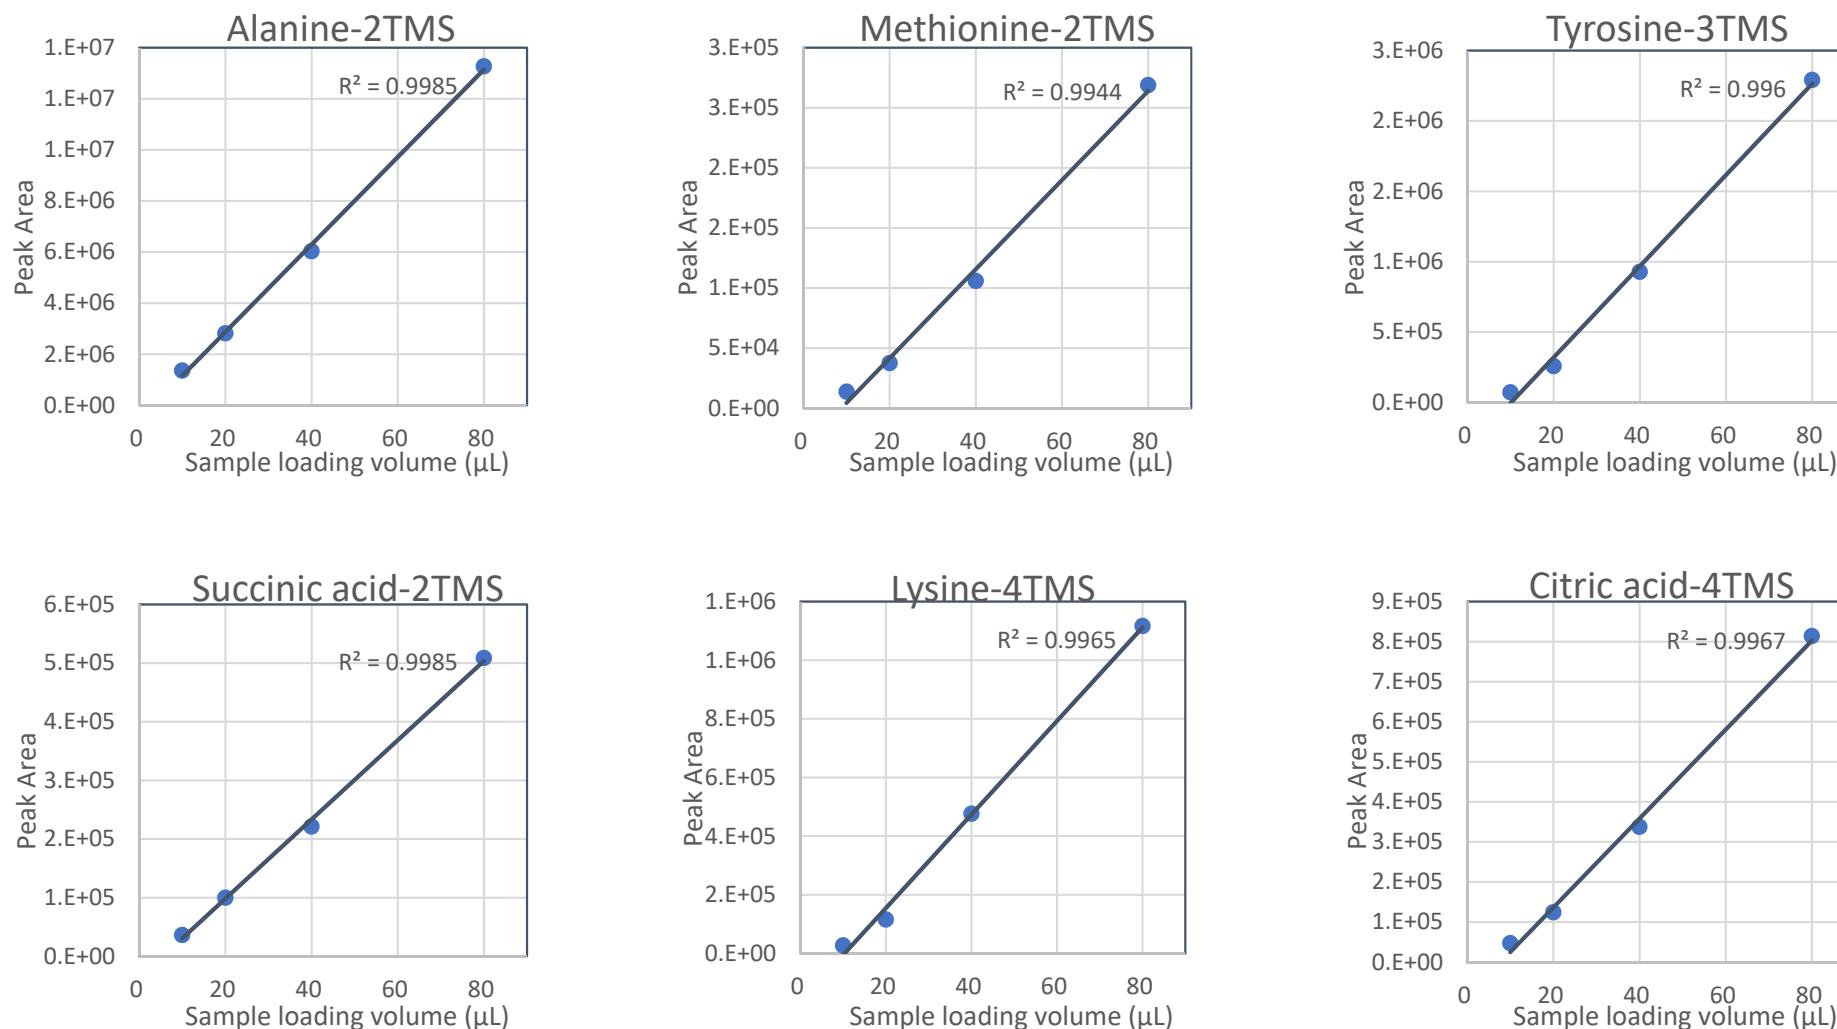 Alanine-2TMS
1.E+07
1.E+07
1.E+07
8.E+06
6.E+06
4.E+06
2.E+06
0.E+00
R² = 0.9985
Peak Area
0 20 40 60 80
Sample loading volume (µL)
Methionine-2TMS
3.E+05
3.E+05
2.E+05
2.E+05
1.E+05
5.E+04
0.E+00
R² = 0.9944
Peak Area
0 20 40 60 80
Sample loading volume (µL)
Tyrosine-3TMS
3.E+06
2.E+06
2.E+06
1.E+06
5.E+05
0.E+00
R² = 0.996
Peak Area
0 20 40 60 80
Sample loading volume (µL)
Succinic acid-2TMS
6.E+05
5.E+05
4.E+05
3.E+05
2.E+05
1.E+05
0.E+00
R² = 0.9985
Peak Area
0 20 40 60 80
Sample loading volume (µL)
Lysine-4TMS
1.E+06
1.E+06
8.E+05
6.E+05
4.E+05
2.E+05
0.E+00
R² = 0.9965
Peak Area
0 20 40 60 80
Sample loading volume (µL)
Citric acid-4TMS
9.E+05
8.E+05
7.E+05
6.E+05
5.E+05
4.E+05
3.E+05
2.E+05
1.E+05
0.E+00
R² = 0.9967
Peak Area
0 20 40 60 80
Sample loading volume (µL)